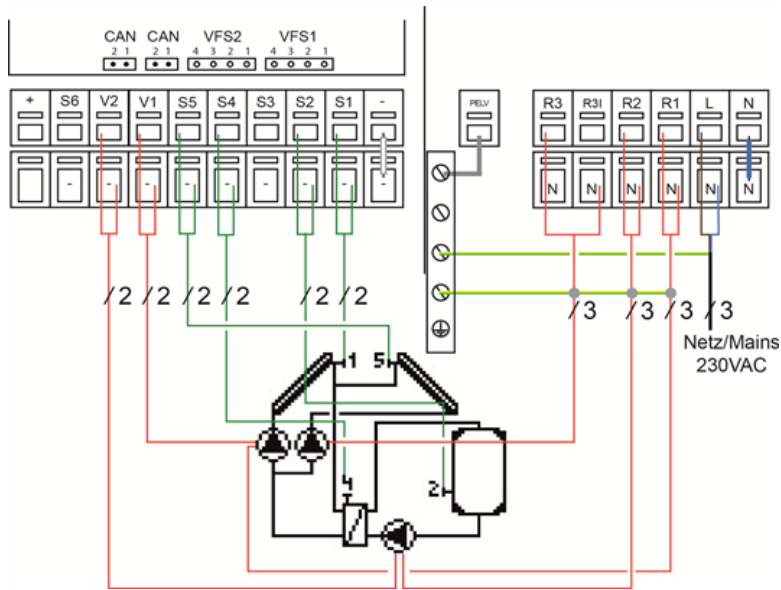 CAN CAN VFS2 VFS1
2 1 2 1 4 3 2 1 4 3 2 1
+ S6 V2 V1 S5 S4 S3 S2 S1 -
- - - - - - - -
PELV
R3 R3I R2 R1 L N
N N N N N
/2 /2 /2 /2 /2 /2
/3 /3 /3 /3
Netz/Mains
230VAC
1 5
4
2